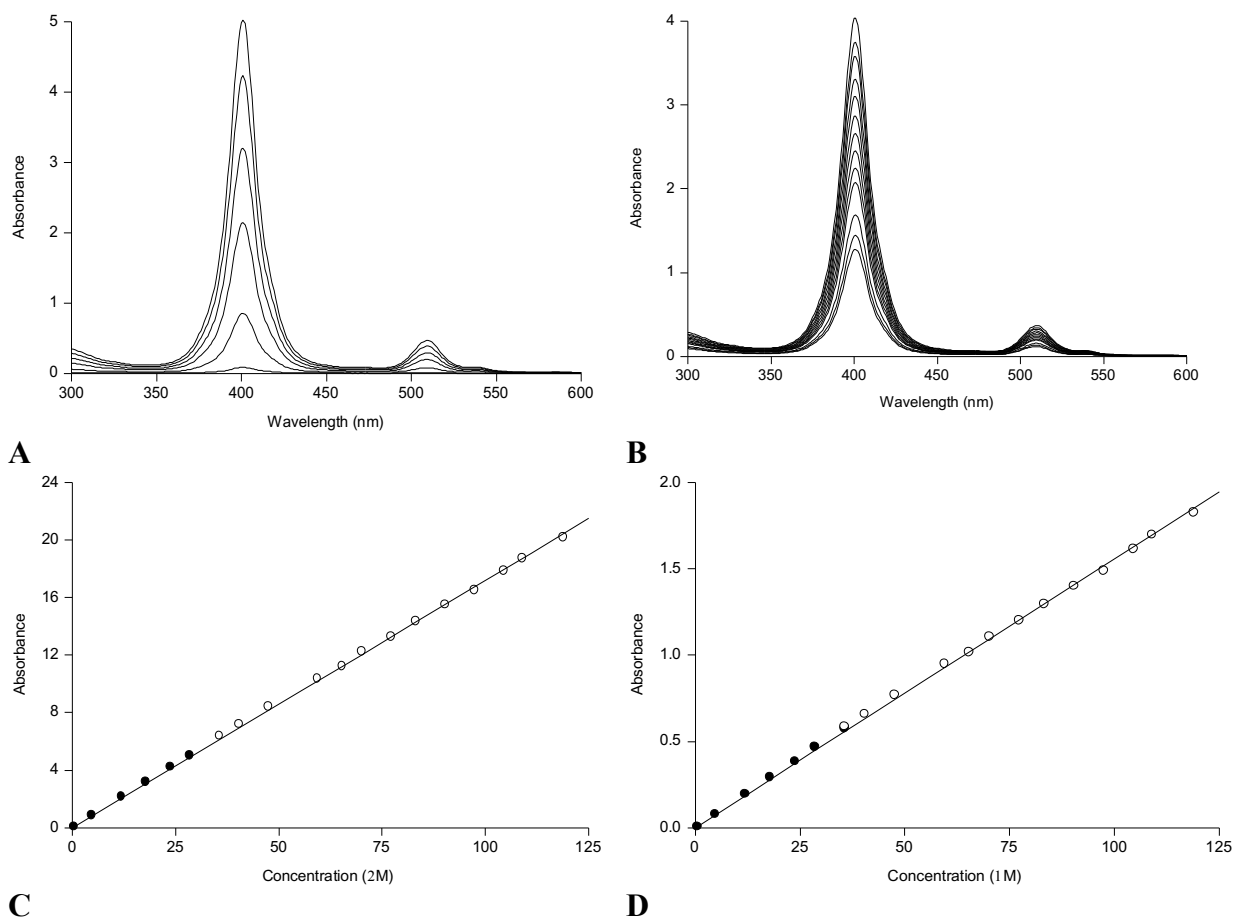 5
4
3
2
1
0
Absorbance
300 350 400 450 500 550 600
Wavelength (nm)
A
4
3
2
1
0
Absorbance
300 350 400 450 500 550 600
Wavelength (nm)
B
24
20
16
12
8
4
0
Absorbance
0 25 50 75 100 125
Concentration (2M)
C
2.0
1.5
1.0
0.5
0.0
Absorbance
0 25 50 75 100 125
Concentration (1M)
D